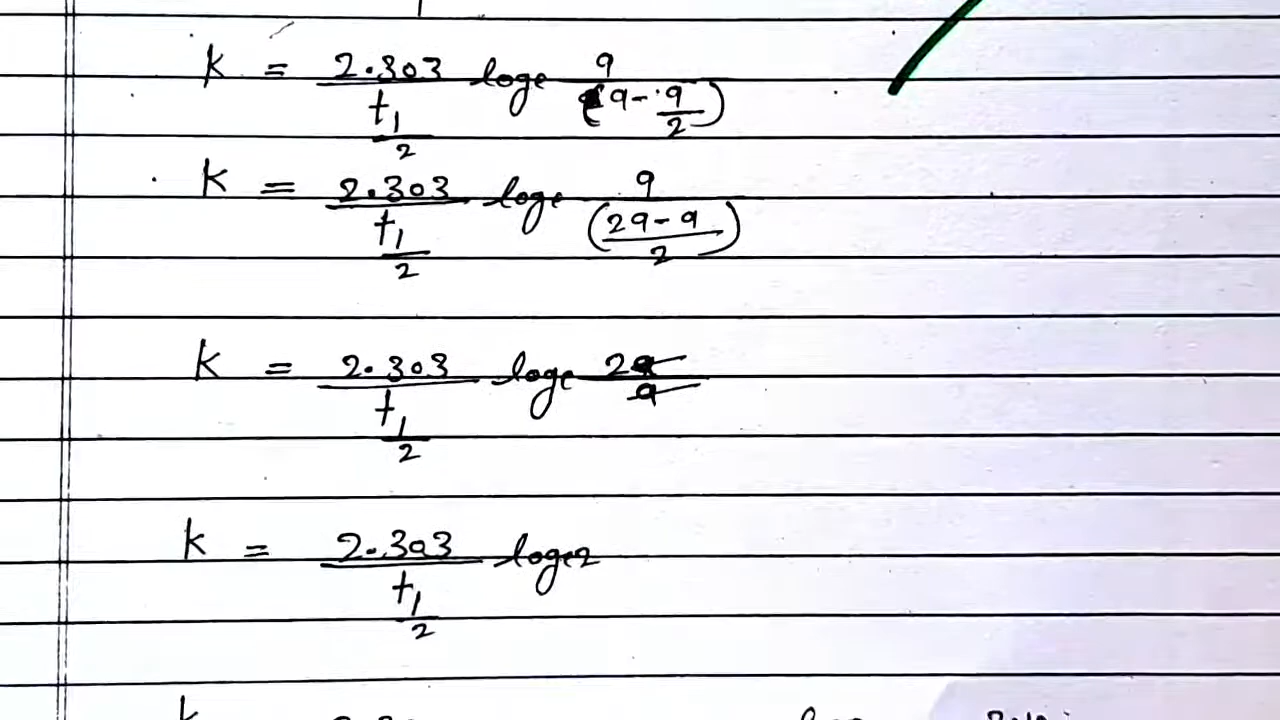 K = 2.303/t1/2 loge a/(a - a/2)
K = 2.303/t1/2 loge a/((2a - a)/2)
K = 2.303/t1/2 loge 2a/a
K = 2.303/t1/2 loge2